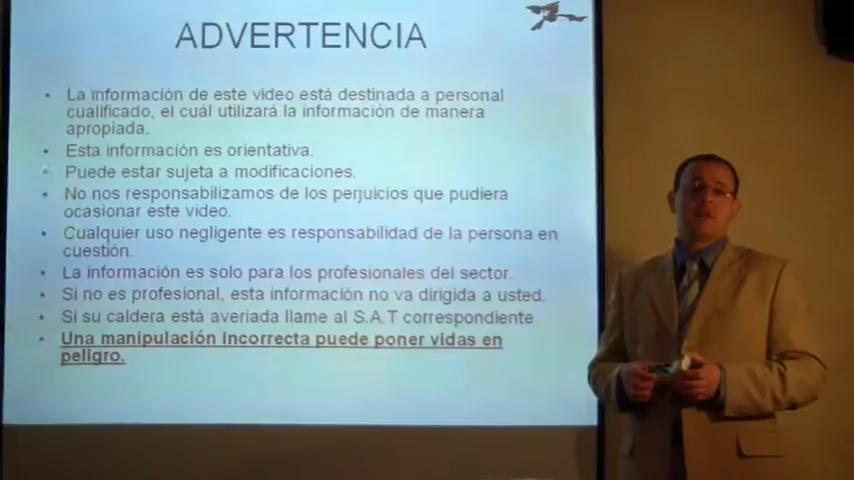 ADVERTENCIA
• La información de este video está destinada a personal
cualificado, el cuál utilizará la información de manera
apropiada.
• Esta información es orientativa.
• Puede estar sujeta a modificaciones.
• No nos responsabilizamos de los perjuicios que pudiera
ocasionar este video.
• Cualquier uso negligente es responsabilidad de la persona en
cuestión.
• La información es solo para los profesionales del sector.
• Si no es profesional, esta información no va dirigida a usted.
• Si su caldera está averiada llame al S.A.T correspondiente
• Una manipulación incorrecta puede poner vidas en
peligro.